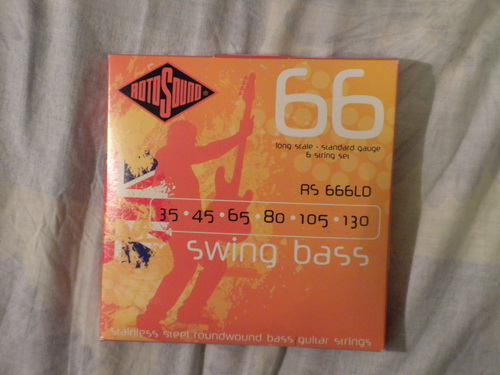 ROTOSOUND®
66
long scale - standard gauge
6 string set
RS 666LD
35 • 45 • 65 • 80 • 105 • 130
swing bass
stainless steel roundwound bass guitar strings